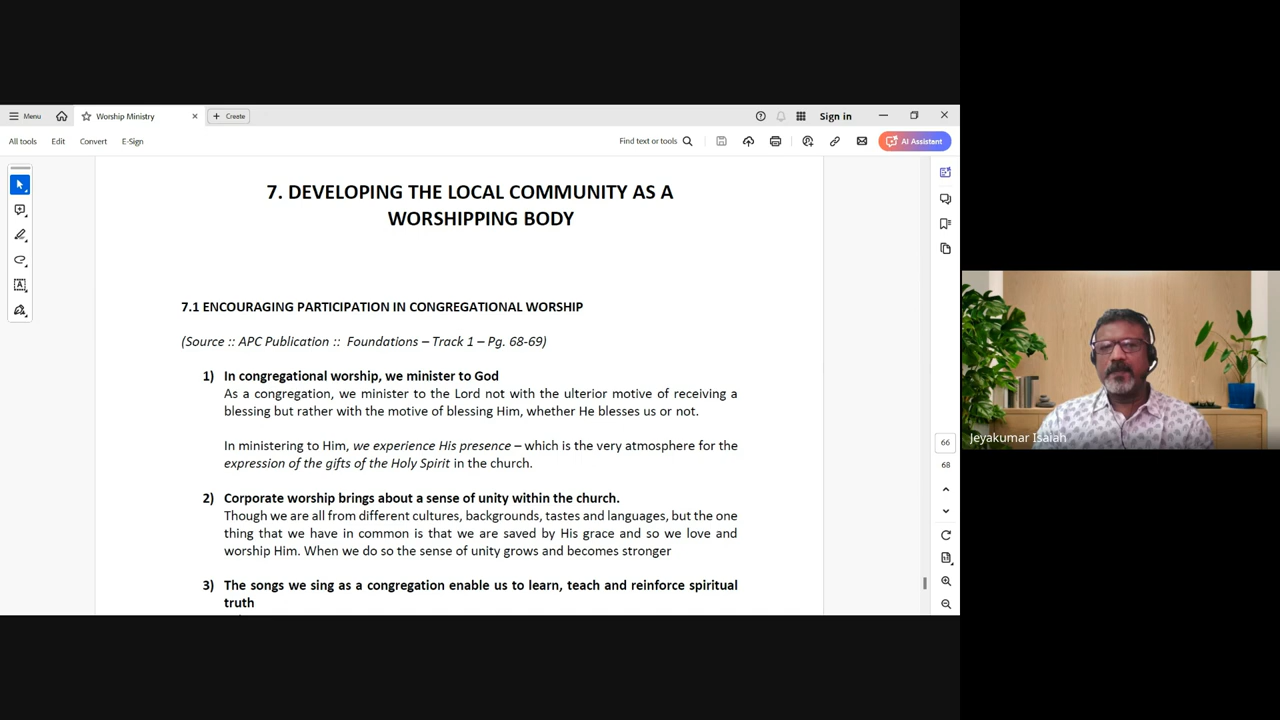 Menu
Worship Ministry
Create
Sign in
All tools
Edit
Convert
E-Sign
Find text or tools
AI Assistant
7. DEVELOPING THE LOCAL COMMUNITY AS A
WORSHIPPING BODY
7.1 ENCOURAGING PARTICIPATION IN CONGREGATIONAL WORSHIP
(Source :: APC Publication :: Foundations – Track 1 – Pg. 68-69)
1) In congregational worship, we minister to God
As a congregation, we minister to the Lord not with the ulterior motive of receiving a
blessing but rather with the motive of blessing Him, whether He blesses us or not.
In ministering to Him, we experience His presence – which is the very atmosphere for the
expression of the gifts of the Holy Spirit in the church.
2) Corporate worship brings about a sense of unity within the church.
Though we are all from different cultures, backgrounds, tastes and languages, but the one
thing that we have in common is that we are saved by His grace and so we love and
worship Him. When we do so the sense of unity grows and becomes stronger
3) The songs we sing as a congregation enable us to learn, teach and reinforce spiritual
truth
66
68
Jeyakumar Isaiah